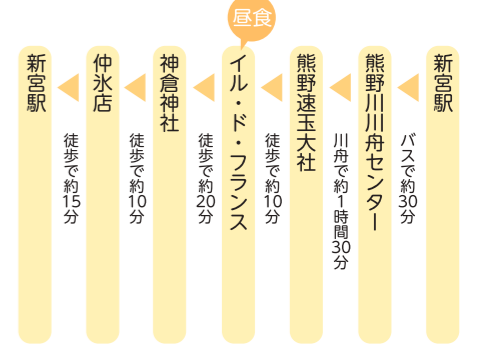 昼食
新宮駅
バスで約30分
熊野川川舟センター
川舟で約1時間30分
熊野速玉大社
徒歩で約10分
イル・ド・フランス
徒歩で約20分
神倉神社
徒歩で約10分
仲氷店
徒歩で約15分
新宮駅